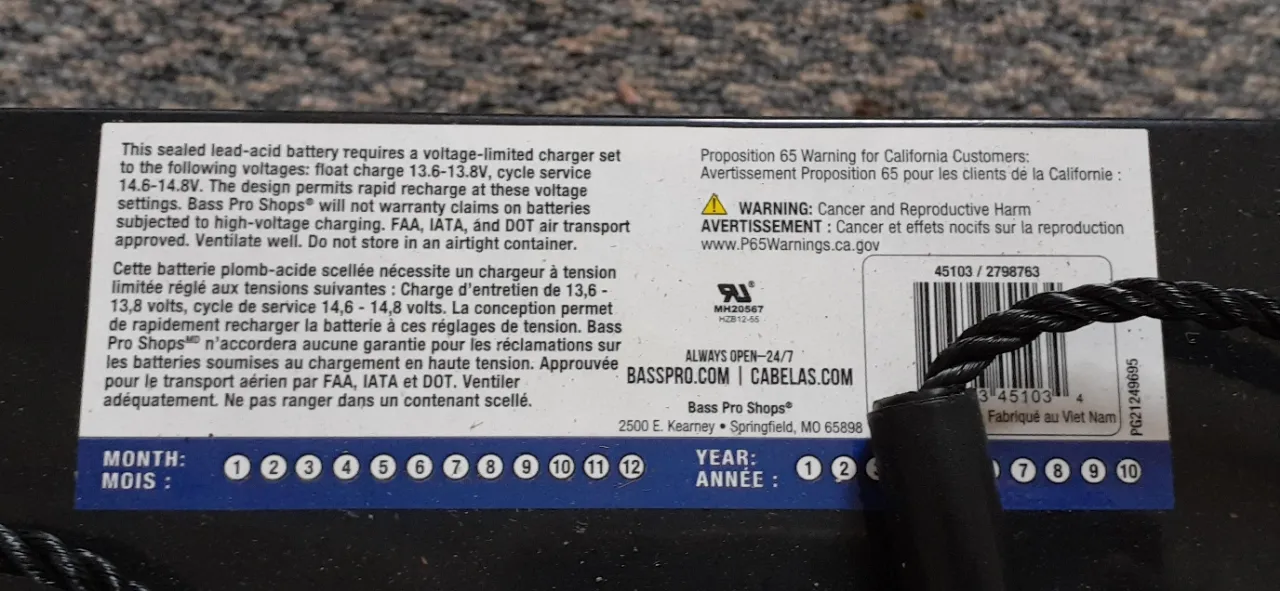 This sealed lead-acid battery requires a voltage-limited charger set
to the following voltages: float charge 13.6-13.8V, cycle service
14.6-14.8V. The design permits rapid recharge at these voltage
settings. Bass Pro Shops® will not warranty claims on batteries
subjected to high-voltage charging. FAA, IATA, and DOT air transport
approved. Ventilate well. Do not store in an airtight container.
Cette batterie plomb-acide scellée nécessite un chargeur à tension
limitée réglé aux tensions suivantes : Charge d'entretien de 13,6 -
13,8 volts, cycle de service 14,6 - 14,8 volts. La conception permet
de rapidement recharger la batterie à ces réglages de tension. Bass
Pro Shops MD n'accordera aucune garantie pour les réclamations sur
les batteries soumises au chargement en haute tension. Approuvée
pour le transport aérien par FAA, IATA et DOT. Ventiler
adéquatement. Ne pas ranger dans un contenant scellé.
Proposition 65 Warning for California Customers:
Avertissement Proposition 65 pour les clients de la Californie :
WARNING: Cancer and Reproductive Harm
AVERTISSEMENT : Cancer et effets nocifs sur la reproduction
www.P65Warnings.ca.gov
MH20567
HZB12-55
ALWAYS OPEN–24/7
BASSPRO.COM | CABELAS.COM
Bass Pro Shops®
2500 E. Kearney • Springfield, MO 65898
45103 / 2798763
3 45103 4
Fabriqué au Viet Nam
PG21249695
MONTH: 1 2 3 4 5 6 7 8 9 10 11 12
MOIS :
YEAR: 1 2 7 8 9 10
ANNÉE :